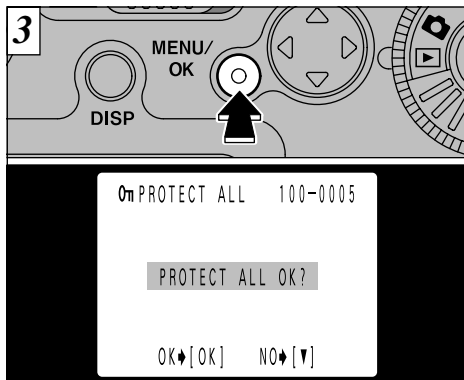 3
MENU/
OK
DISP
PROTECT ALL 100-0005
PROTECT ALL OK?
OK➧[OK] NO➧[▼]